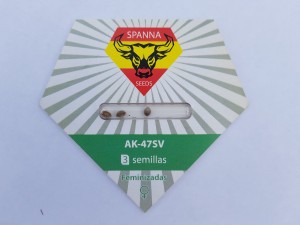 SPANNA
SEEDS
AK-47SV
3 semillas
Feminizadas